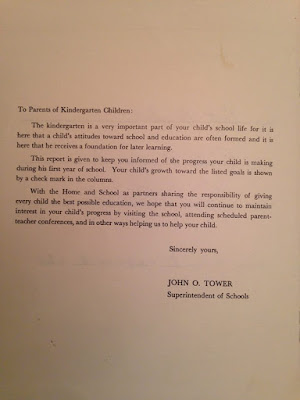 To Parents of Kindergarten Children:
The kindergarten is a very important part of your child's school life for it is
here that a child's attitudes toward school and education are often formed and it is
here that he receives a foundation for later learning.
This report is given to keep you informed of the progress your child is making
during his first year of school. Your child's growth toward the listed goals is shown
by a check mark in the columns.
With the Home and School as partners sharing the responsibility of giving
every child the best possible education, we hope that you will continue to maintain
interest in your child's progress by visiting the school, attending scheduled parent-
teacher conferences, and in other ways helping us to help your child.
Sincerely yours,
JOHN O. TOWER
Superintendent of Schools